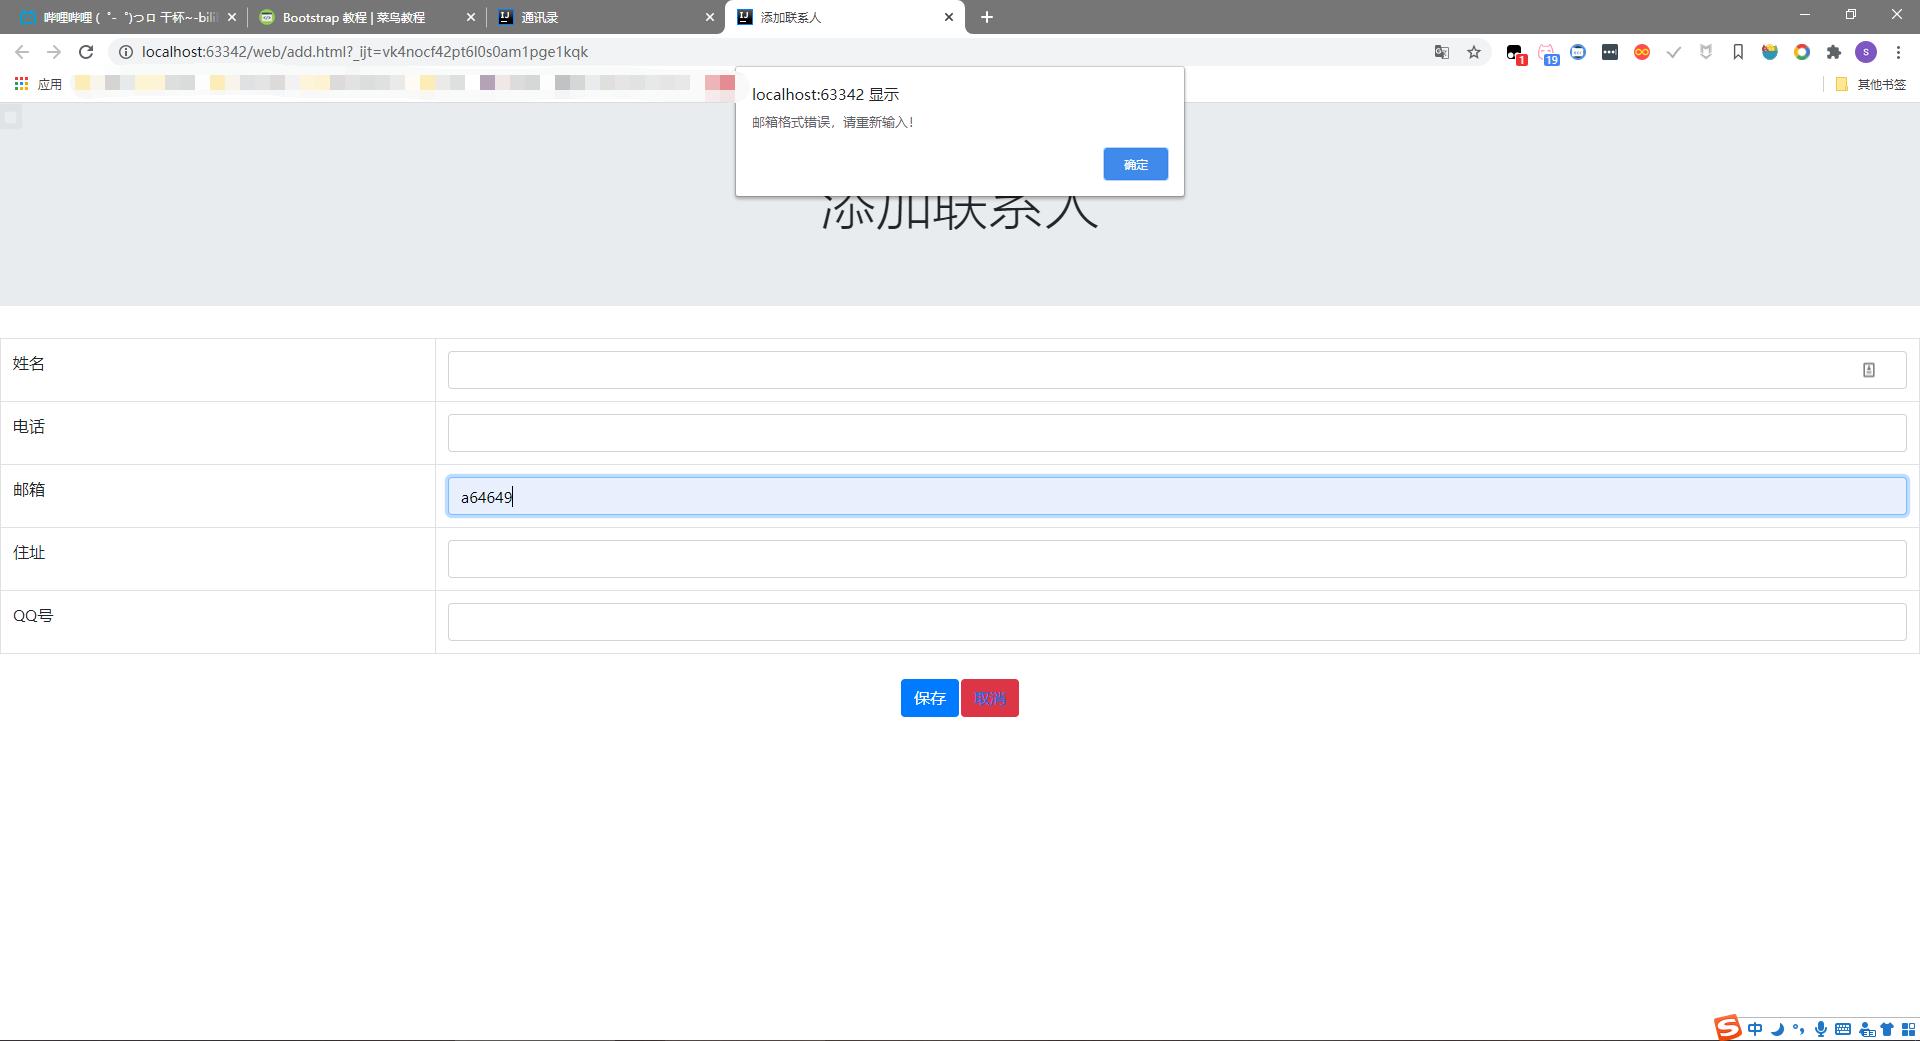 哔哩哔哩 (゜-゜)つロ 干杯~-bili
Bootstrap 教程 | 菜鸟教程
通讯录
添加联系人
localhost:63342/web/add.html?_ijt=vk4nocf42pt6l0s0am1pge1kqk
1
19
S
应用
其他书签
localhost:63342 显示
邮箱格式错误，请重新输入！
确定
添加联系人
姓名
电话
邮箱
a64649
住址
QQ号
保存
取消
中